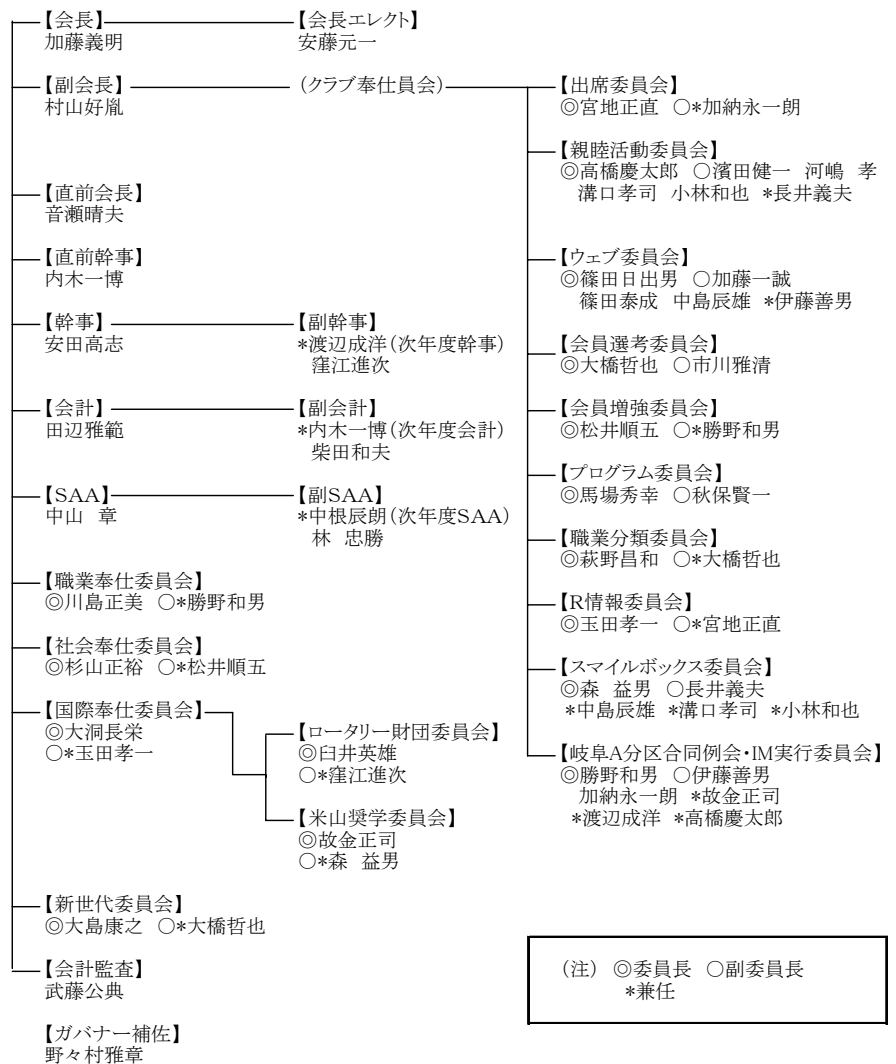 【会長】
加藤義明
【会長エレクト】
安藤元一
【副会長】
村山好胤
(クラブ奉仕員会)
【直前会長】
音瀬晴夫
【直前幹事】
内木一博
【幹事】
安田高志
【副幹事】
*渡辺成洋(次年度幹事)
窪江進次
【会計】
田辺雅範
【副会計】
*内木一博(次年度会計)
柴田和夫
【SAA】
中山 章
【副SAA】
*中根辰朗(次年度SAA)
林 忠勝
【職業奉仕委員会】
◎川島正美 ○*勝野和男
【社会奉仕委員会】
◎杉山正裕 ○*松井順五
【国際奉仕委員会】
◎大洞長栄
○*玉田孝一
【ロータリー財団委員会】
◎臼井英雄
○*窪江進次
【米山奨学委員会】
◎故金正司
○*森 益男
【新世代委員会】
◎大島康之 ○*大橋哲也
【会計監査】
武藤公典
【ガバナー補佐】
野々村雅章
【出席委員会】
◎宮地正直 ○*加納永一朗
【親睦活動委員会】
◎高橋慶太郎 ○濱田健一 河嶋 孝
溝口孝司 小林和也 *長井義夫
【ウェブ委員会】
◎篠田日出男 ○加藤一誠
篠田泰成 中島辰雄 *伊藤善男
【会員選考委員会】
◎大橋哲也 ○市川雅清
【会員増強委員会】
◎松井順五 ○*勝野和男
【プログラム委員会】
◎馬場秀幸 ○秋保賢一
【職業分類委員会】
◎萩野昌和 ○*大橋哲也
【R情報委員会】
◎玉田孝一 ○*宮地正直
【スマイルボックス委員会】
◎森 益男 ○長井義夫
*中島辰雄 *溝口孝司 *小林和也
【岐阜A分区合同例会・IM実行委員会】
◎勝野和男 ○伊藤善男
加納永一朗 *故金正司
*渡辺成洋 *高橋慶太郎
(注) ◎委員長 ○副委員長
*兼任